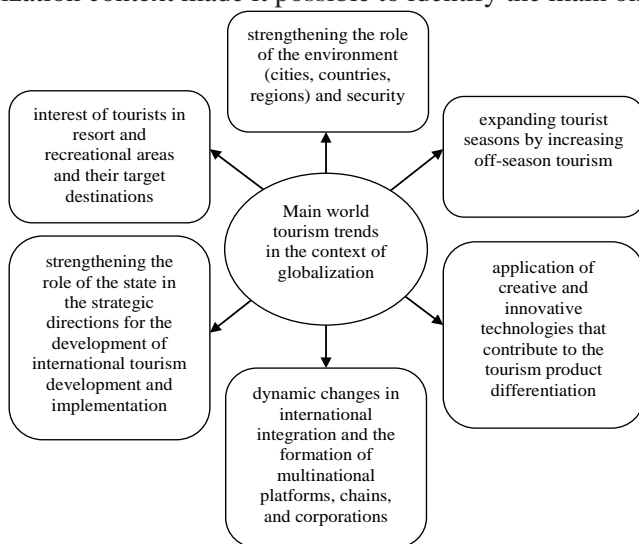 ization context made it possible to identify the main on
strengthening the role
of the environment
(cities, countries,
regions) and security
interest of tourists in
resort and
recreational areas
and their target
destinations
expanding tourist
seasons by increasing
off-season tourism
Main world
tourism trends
in the context of
globalization
strengthening the
role of the state in
the strategic
directions for the
development of
international tourism
development and
implementation
application of
creative and
innovative
technologies that
contribute to the
tourism product
differentiation
dynamic changes in
international
integration and the
formation of
multinational
platforms, chains,
and corporations